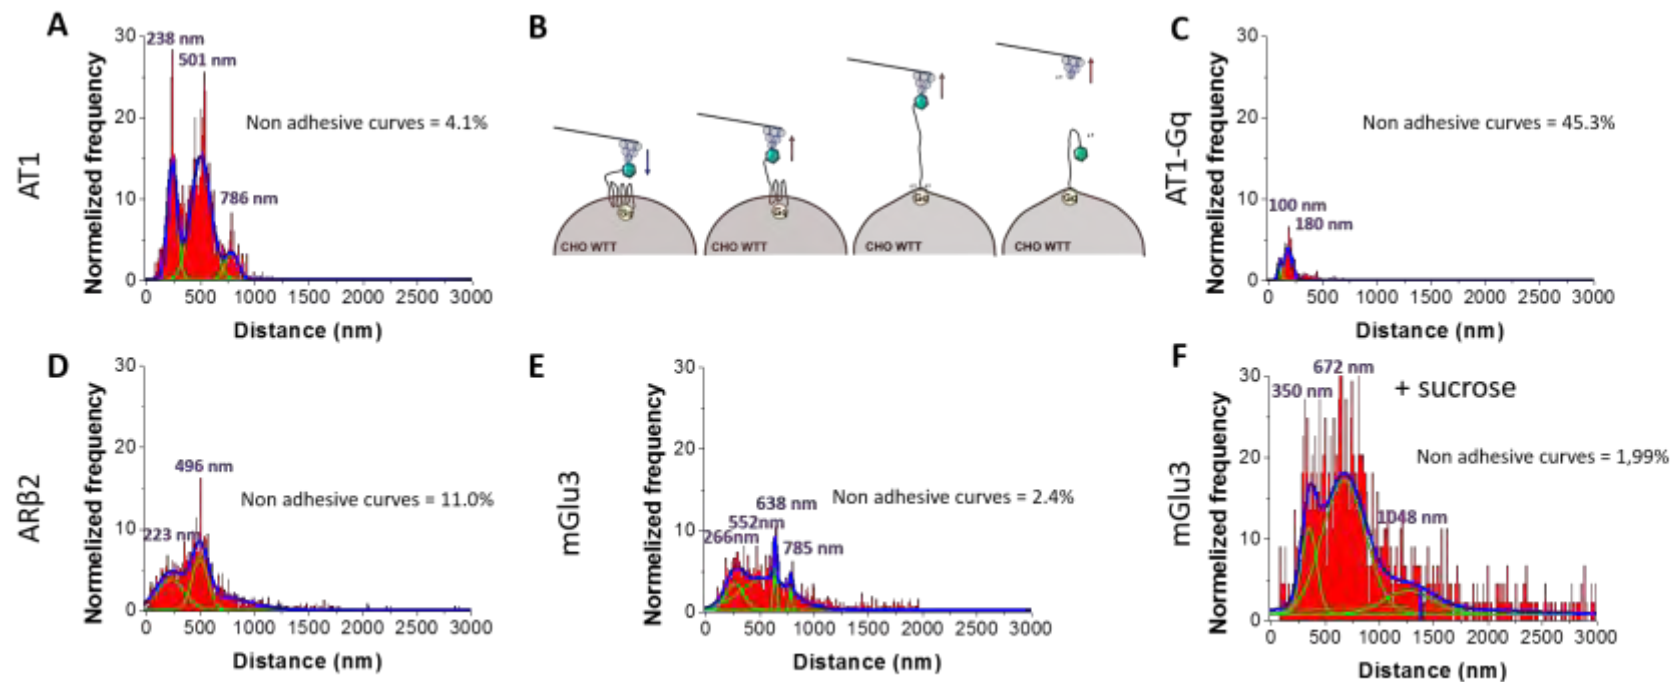 A
AT1
Normelized frequency
30
20
10
0
238 nm
501 nm
786 nm
Non adhesive curves = 4.1%
0 500 1000 1500 2000 2500 3000
Distance (nm)
B
Gq
CHO WTT
Gq
CHO WTT
Gq
CHO WTT
Gq
CHO WTT
C
AT1-Gq
Normelized frequency
30
20
10
0
100 nm
180 nm
Non adhesive curves = 45.3%
0 500 1000 1500 2000 2500 3000
Distance (nm)
D
ARβ2
Normelized frequency
30
20
10
0
223 nm
496 nm
Non adhesive curves = 11.0%
0 500 1000 1500 2000 2500 3000
Distance (nm)
E
mGlu3
Normelized frequency
30
20
10
0
266nm
552nm
638 nm
785 nm
Non adhesive curves = 2.4%
0 500 1000 1500 2000 2500 3000
Distance (nm)
F
mGlu3
Normelized frequency
30
20
10
0
350 nm
672 nm
1048 nm
+ sucrose
Non adhesive curves = 1,99%
0 500 1000 1500 2000 2500 3000
Distance (nm)